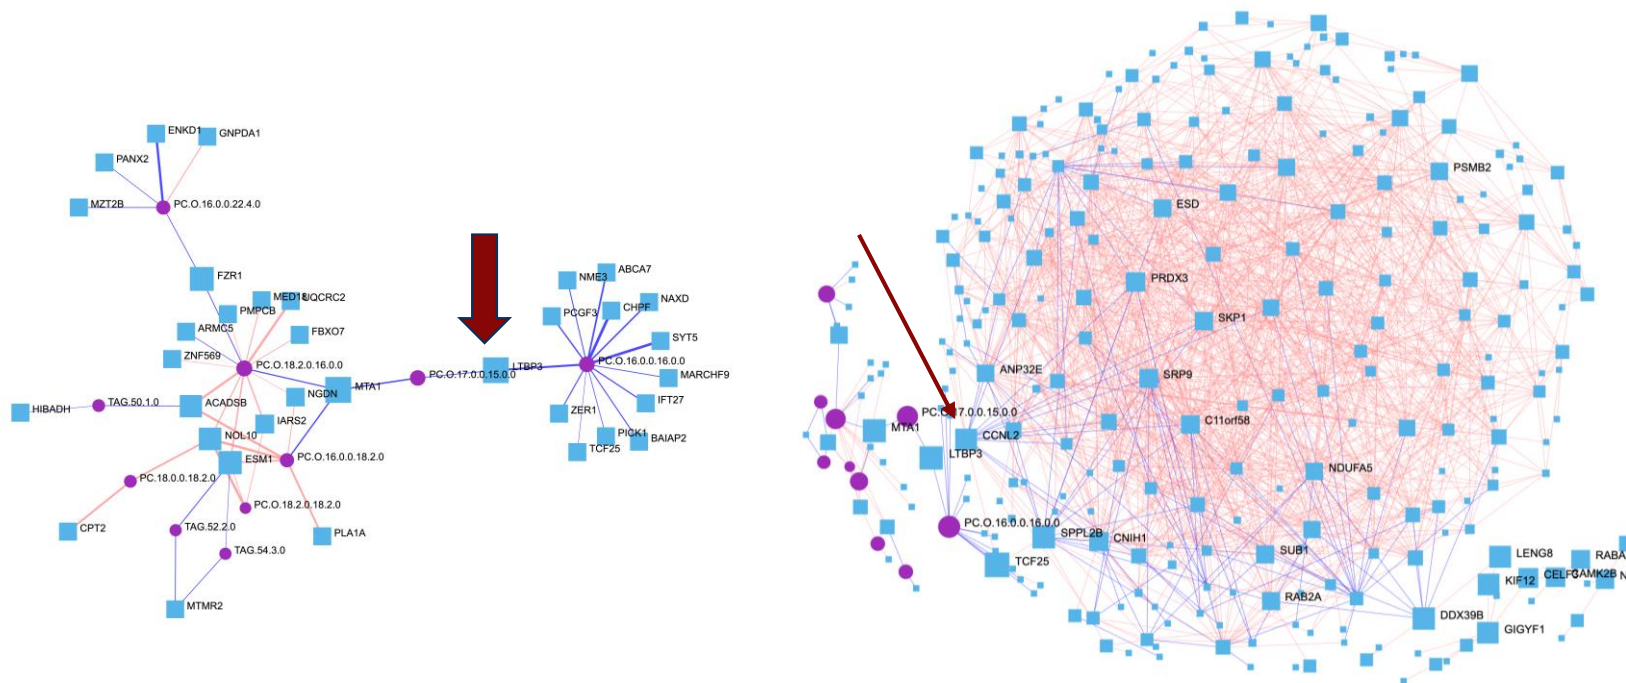 ENKD1
GNPDA1
PANX2
MZT2B
PC.O.16.0.0.22.4.0
FZR1
MED18
UQCRC2
PMPCB
ARMC5
FBXO7
ZNF569
PC.O.18.2.0.16.0.0
NGDN
MTA1
HIBADH
TAG.50.1.0
ACADSB
IARS2
NOL10
ESM1
PC.O.16.0.0.18.2.0
PC.18.0.0.18.2.0
PC.O.18.2.0.18.2.0
CPT2
TAG.52.2.0
PLA1A
TAG.54.3.0
MTMR2
PC.O.17.0.0.15.0.0
LTBP3
NME3
ABCA7
PCGF3
CHPF
NAXD
SYT5
PC.O.16.0.0.16.0.0
MARCHF9
ZER1
IFT27
PICK1
BAIAP2
TCF25
PSMB2
ESD
PRDX3
SKP1
ANP32E
SRP9
PC.O.17.0.0.15.0.0
MTA1
CCNL2
C11orf58
LTBP3
NDUFA5
PC.O.16.0.0.16.0.0
SPPL2B
CNIH1
SUB1
TCF25
RAB2A
DDX39B
LENG8
RABA
KIF12
CELF3
CAMK2B
N
GIGYF1